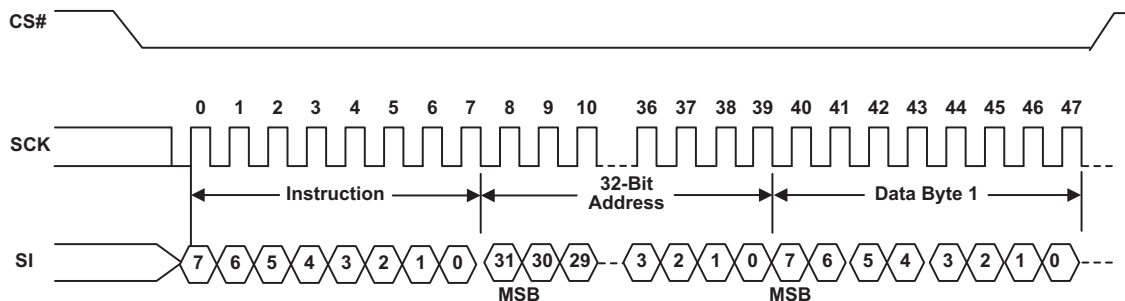 CS#
0 1 2 3 4 5 6 7 8 9 10 36 37 38 39 40 41 42 43 44 45 46 47
SCK
Instruction 32-Bit Address Data Byte 1
SI 7 6 5 4 3 2 1 0 31 30 29 3 2 1 0 7 6 5 4 3 2 1 0
MSB MSB